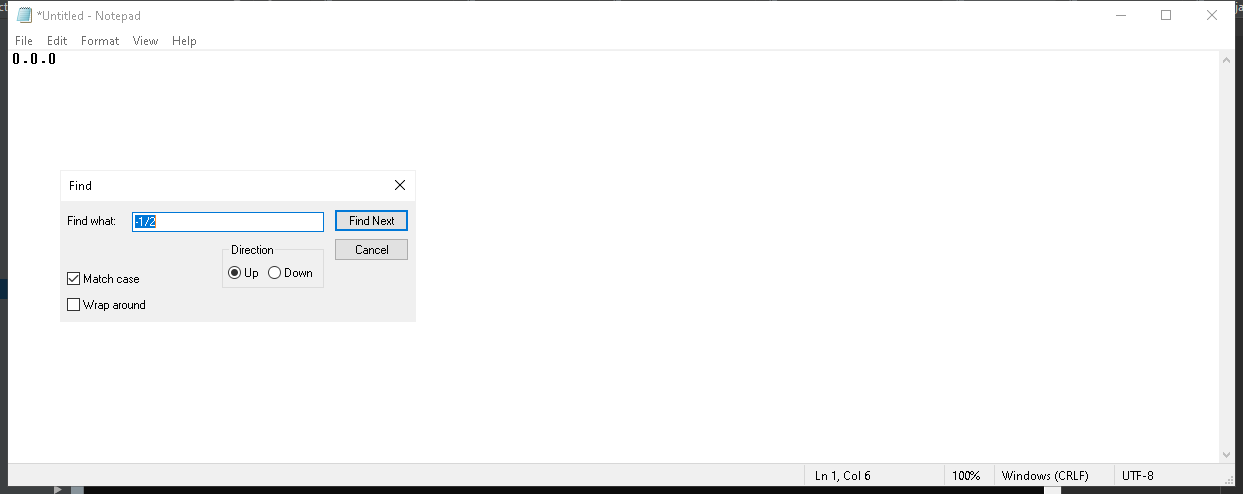 *Untitled - Notepad
File Edit Format View Help
0.0.0
Find
Find what: -1/2 Find Next
Direction Cancel
Up Down
Match case
Wrap around
Ln 1, Col 6 100% Windows (CRLF) UTF-8